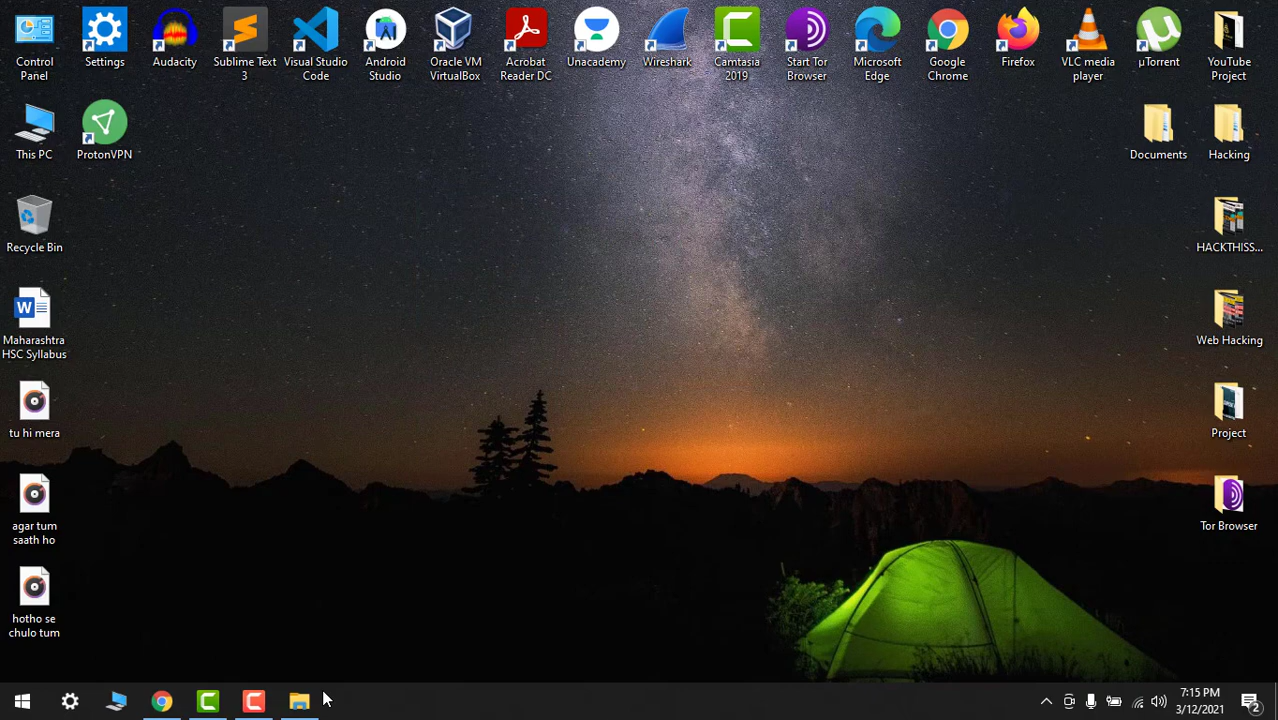 Control
Panel
Settings
Audacity
Sublime Text
3
Visual Studio
Code
Android
Studio
Oracle VM
VirtualBox
Acrobat
Reader DC
Unacademy
Wireshark
Camtasia
2019
Start Tor
Browser
Microsoft
Edge
Google
Chrome
Firefox
VLC media
player
µTorrent
YouTube
Project
This PC
ProtonVPN
Documents
Hacking
Recycle Bin
HACKTHISS...
Maharashtra
HSC Syllabus
Web Hacking
tu hi mera
Project
agar tum
saath ho
Tor Browser
hotho se
chulo tum
7:15 PM
3/12/2021
2